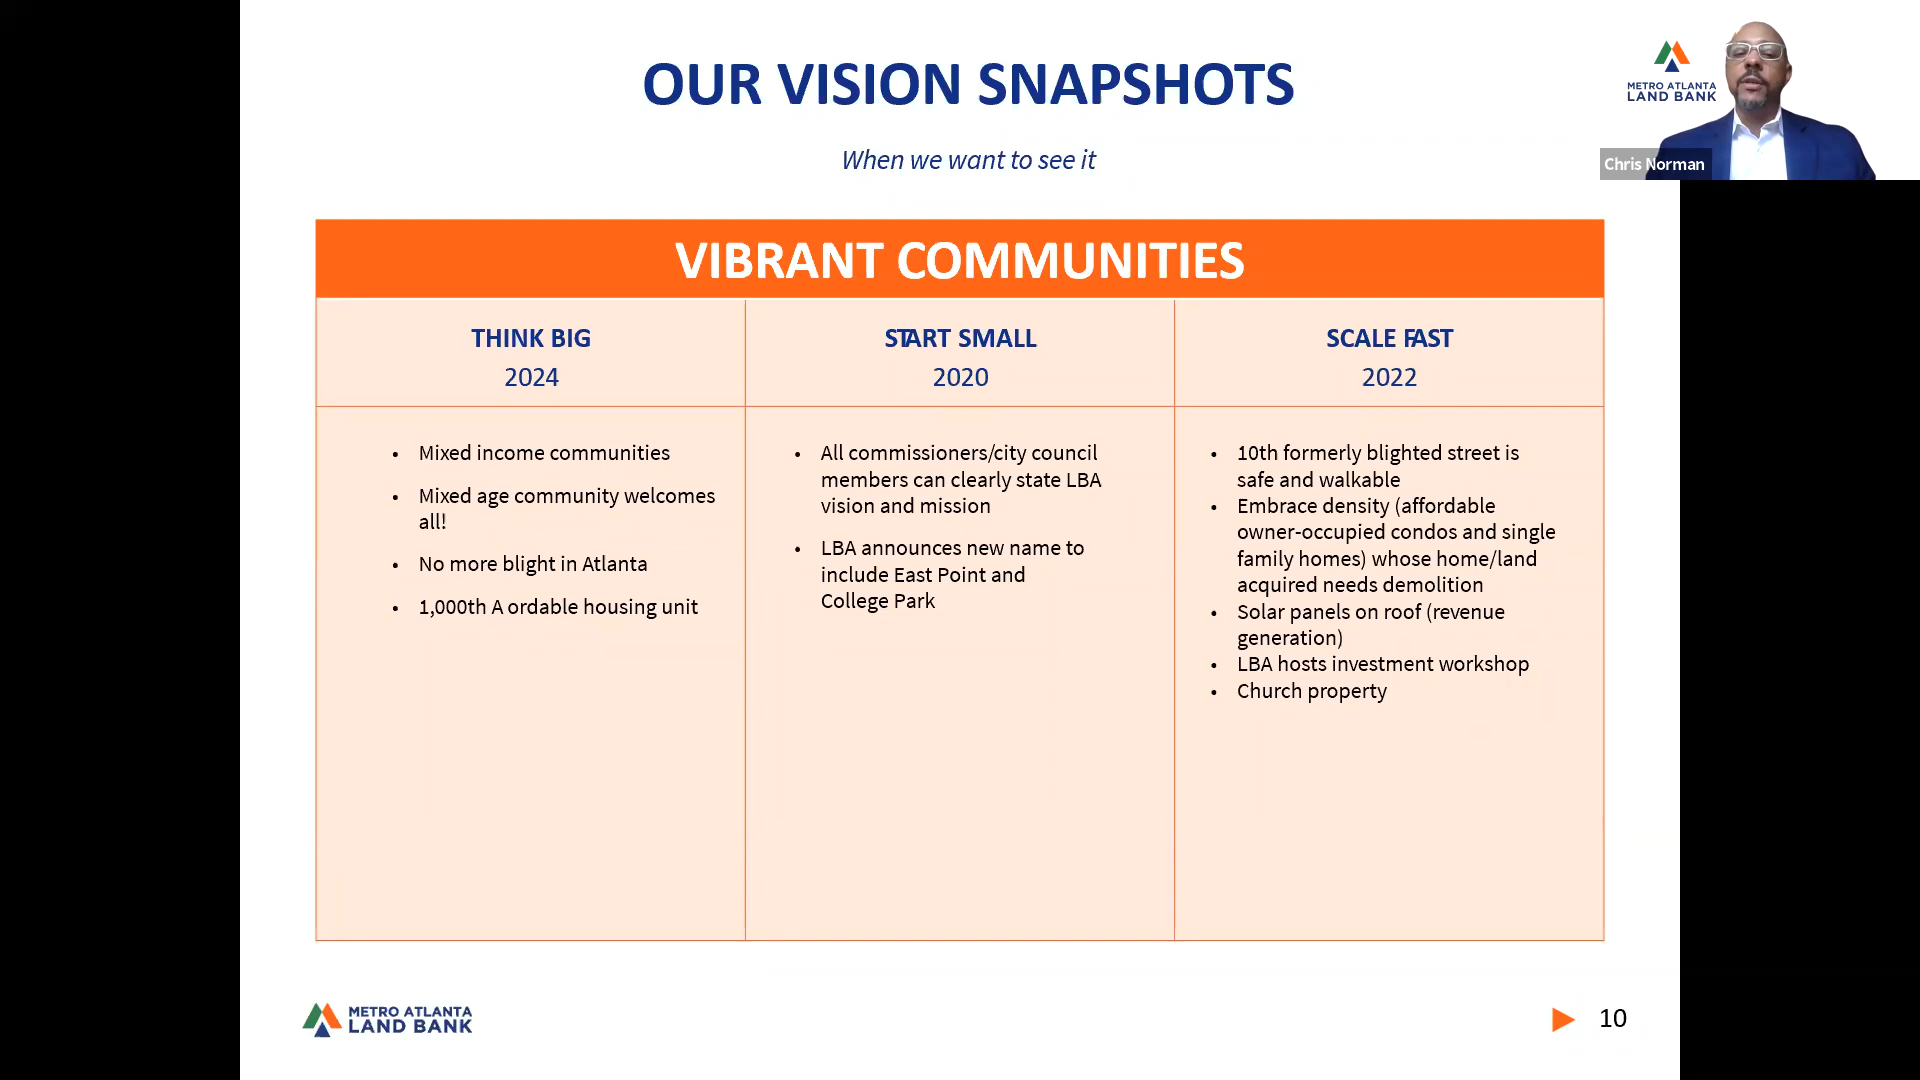 OUR VISION SNAPSHOTS
When we want to see it
METRO ATLANTA
LAND BANK
Chris Norman
VIBRANT COMMUNITIES
THINK BIG
2024
START SMALL
2020
SCALE FAST
2022
• Mixed income communities
• Mixed age community welcomes
all!
• No more blight in Atlanta
• 1,000th A ordable housing unit
• All commissioners/city council
members can clearly state LBA
vision and mission
• LBA announces new name to
include East Point and
College Park
• 10th formerly blighted street is
safe and walkable
• Embrace density (affordable
owner-occupied condos and single
family homes) whose home/land
acquired needs demolition
• Solar panels on roof (revenue
generation)
• LBA hosts investment workshop
• Church property
METRO ATLANTA
LAND BANK
10